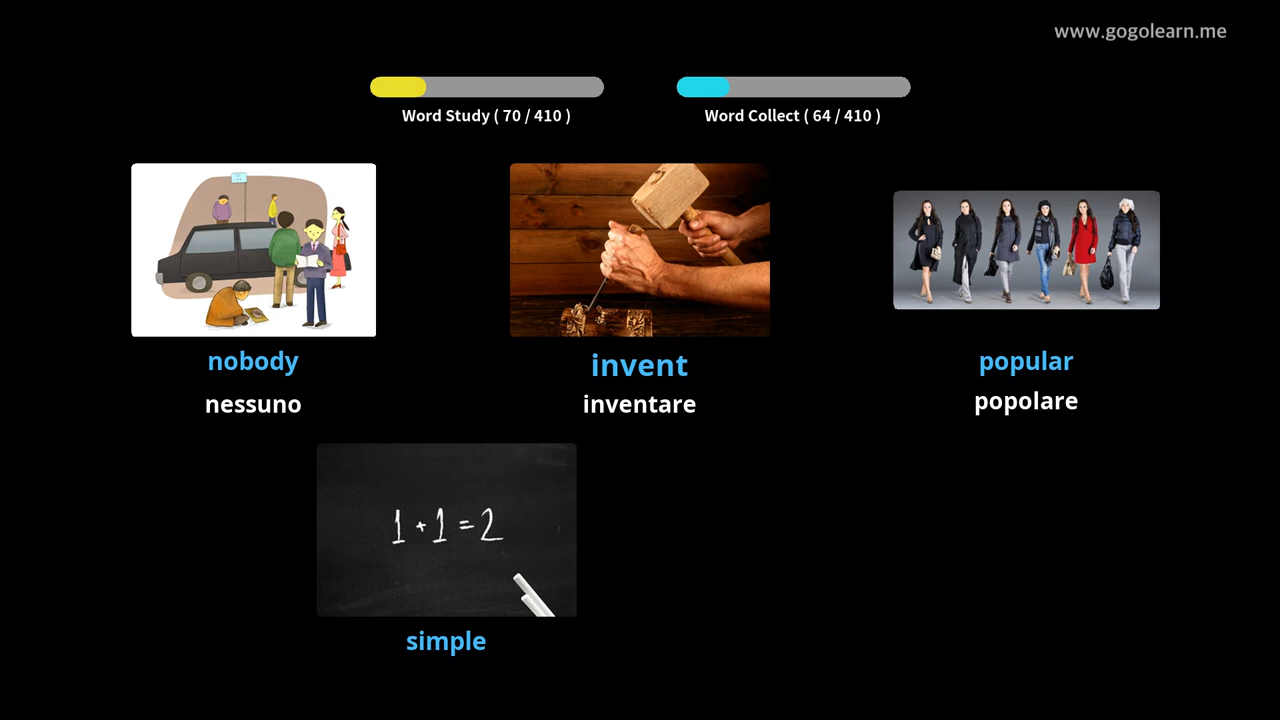 www.gogolearn.me
Word Study ( 70 / 410 )
Word Collect ( 64 / 410 )
nobody
nessuno
invent
inventare
popular
popolare
1 + 1 = 2
simple